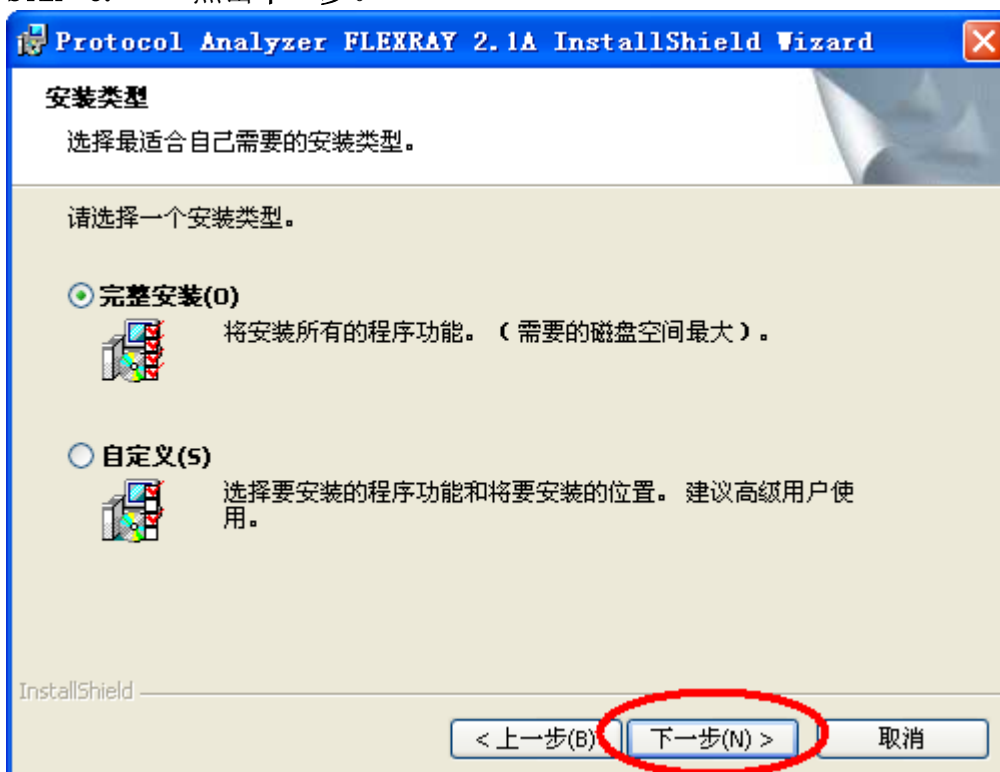 Protocol Analyzer FLEXRAY 2.1A InstallShield Wizard
安装类型
选择最适合自己需要的安装类型。
请选择一个安装类型。
完整安装(O)
将安装所有的程序功能。（需要的磁盘空间最大）。
自定义(S)
选择要安装的程序功能和将要安装的位置。建议高级用户使
用。
InstallShield
< 上一步(B)
下一步(N) >
取消